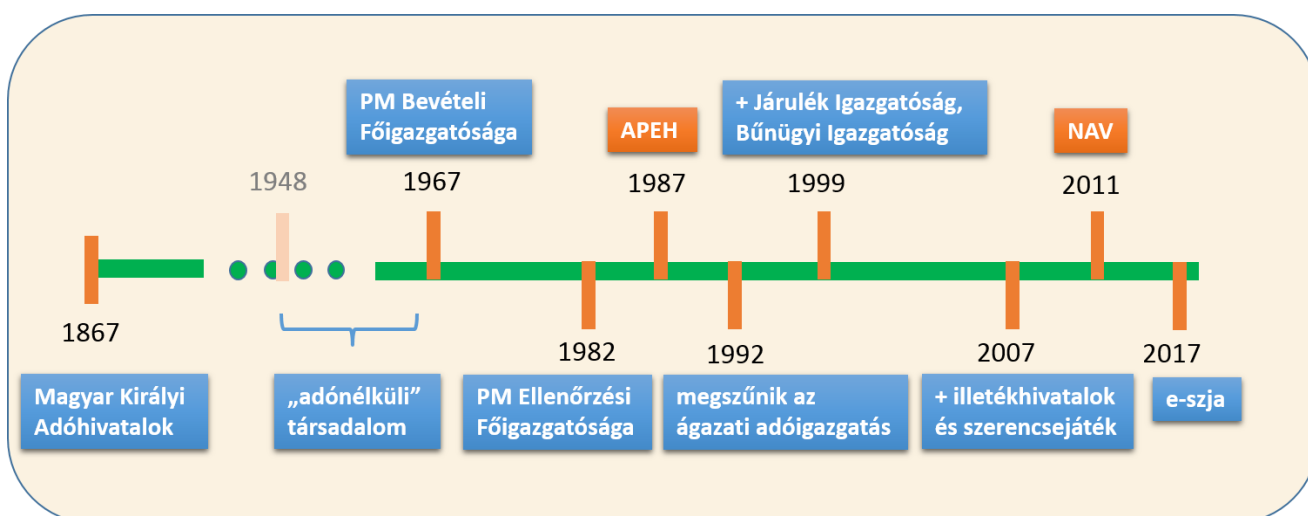 PM Bevételi
Főigazgatósága
APEH
+ Járulék Igazgatóság,
Bűnügyi Igazgatóság
NAV
1948
1967
1987
1999
2011
1867
1982
1992
2007
2017
Magyar Királyi
Adóhivatalok
„adónélküli”
társadalom
PM Ellenőrzési
Főigazgatósága
megszűnik az
ágazati adóigazgatás
+ illetékhivatalok
és szerencsejáték
e-szja